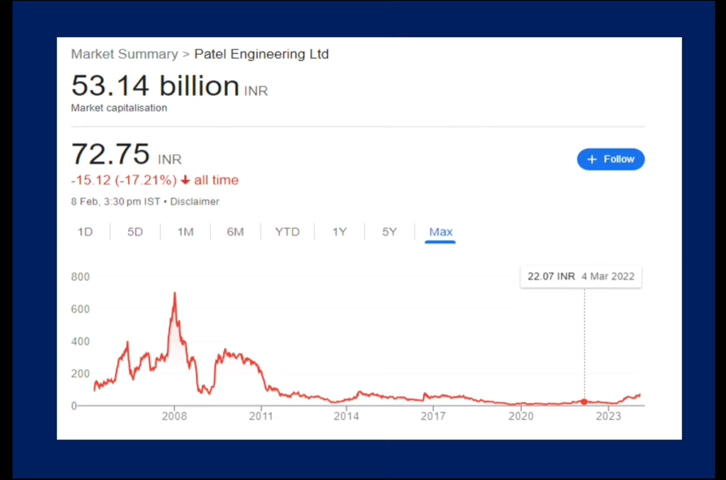 Market Summary > Patel Engineering Ltd
53.14 billion INR
Market capitalisation
72.75 INR
+ Follow
-15.12 (-17.21%) ↓ all time
8 Feb, 3:30 pm IST • Disclaimer
1D 5D 1M 6M YTD 1Y 5Y Max
22.07 INR 4 Mar 2022
800
600
400
200
0
2008 2011 2014 2017 2020 2023